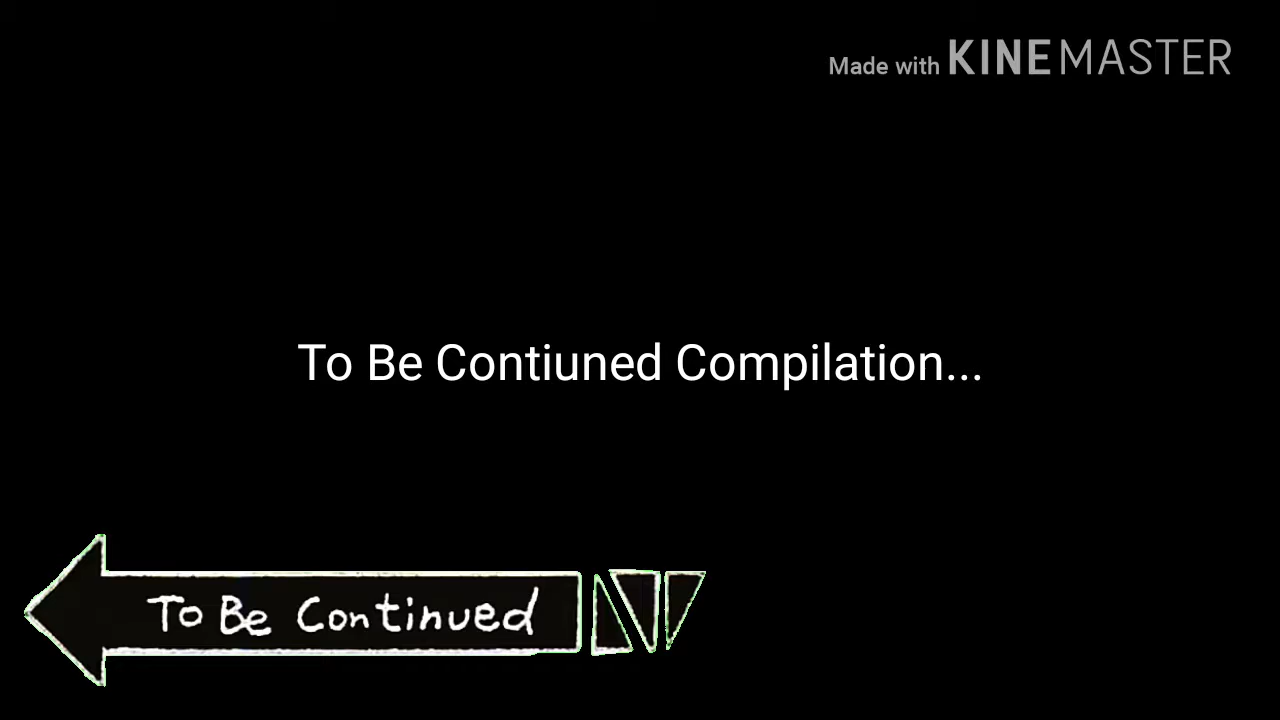 Made with KINEMASTER
To Be Contiuned Compilation...
To Be Continued